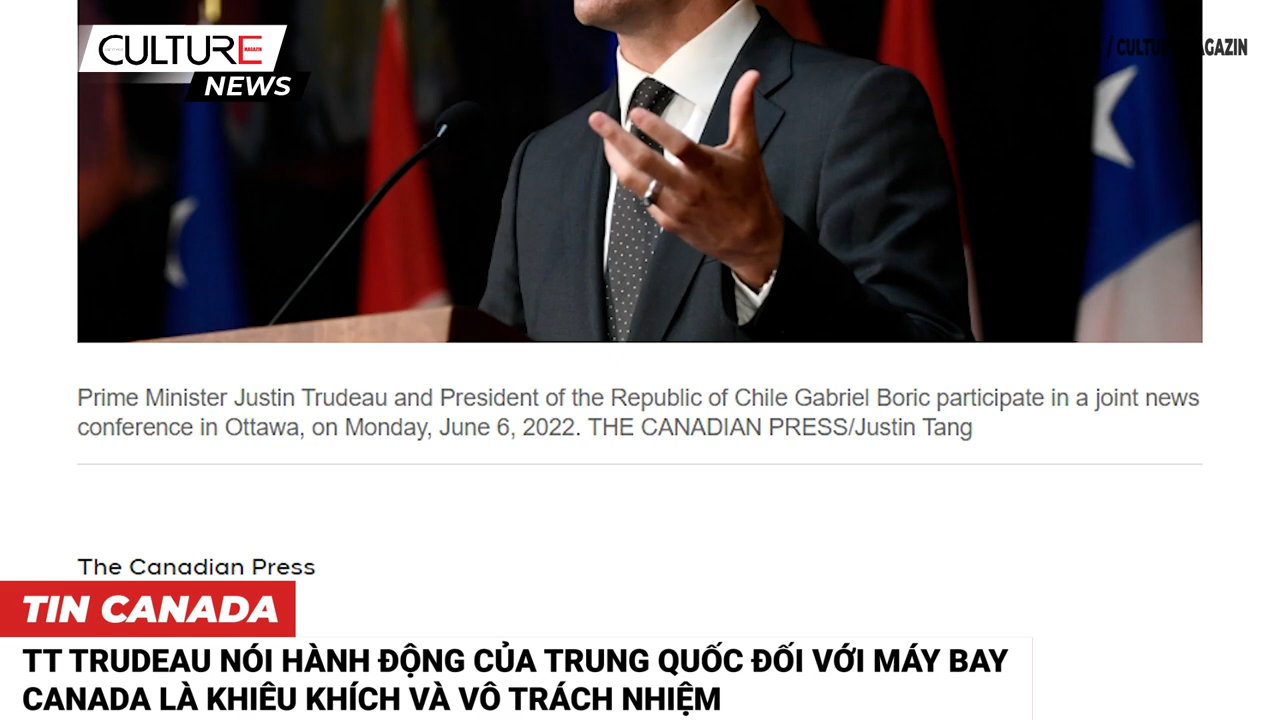 CULTURE MAGAZIN
NEWS
/ CULTURE MAGAZIN
Prime Minister Justin Trudeau and President of the Republic of Chile Gabriel Boric participate in a joint news
conference in Ottawa, on Monday, June 6, 2022. THE CANADIAN PRESS/Justin Tang
The Canadian Press
TIN CANADA
TT TRUDEAU NÓI HÀNH ĐỘNG CỦA TRUNG QUỐC ĐỐI VỚI MÁY BAY
CANADA LÀ KHIÊU KHÍCH VÀ VÔ TRÁCH NHIỆM